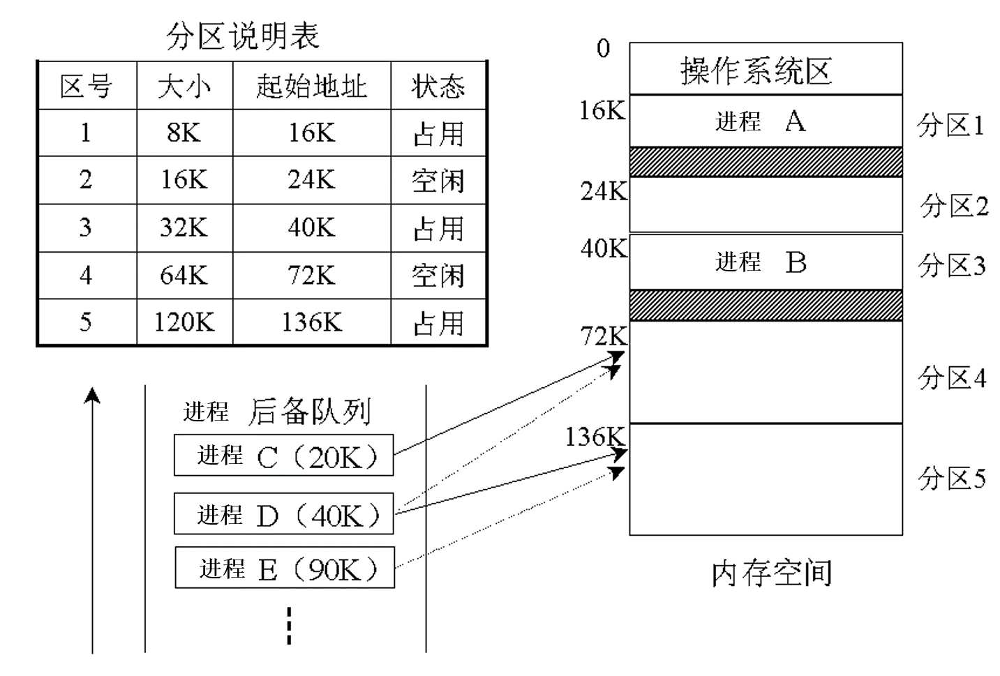 分区说明表
区号 大小 起始地址 状态
1 8K 16K 占用
2 16K 24K 空闲
3 32K 40K 占用
4 64K 72K 空闲
5 120K 136K 占用
进程 后备队列
进程 C（20K）
进程 D（40K）
进程 E（90K）
0
操作系统区
16K
进程 A
分区1
24K
分区2
40K
进程 B
分区3
72K
分区4
136K
分区5
内存空间